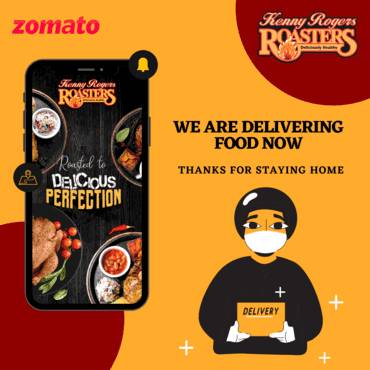 zomato
Kenny Rogers
ROASTERS
Deliciously Healthy
Kenny Rogers
ROASTERS
Roasted to
DELICIOUS
PERFECTION
WE ARE DELIVERING
FOOD NOW
THANKS FOR STAYING HOME
DELIVERY